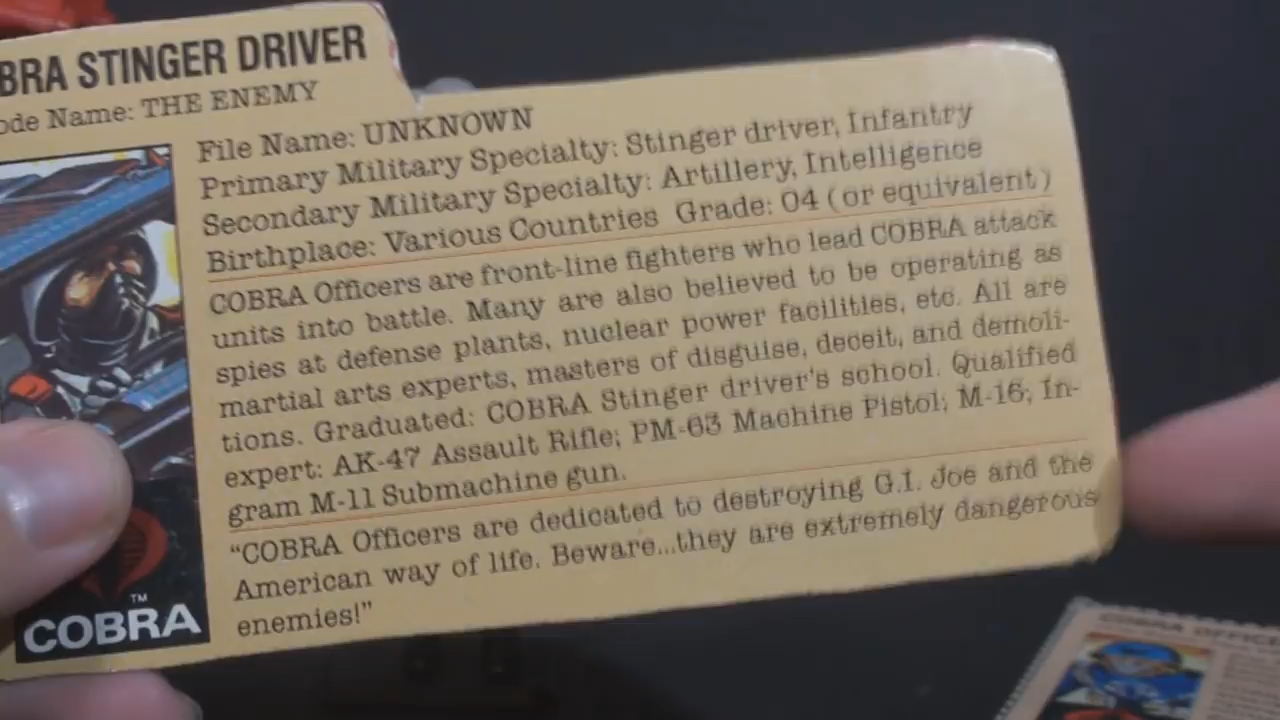 BRA STINGER DRIVER
ode Name: THE ENEMY
File Name: UNKNOWN
Primary Military Specialty: Stinger driver, Infantry
Secondary Military Specialty: Artillery, Intelligence
Birthplace: Various Countries Grade: O4 (or equivalent)
COBRA Officers are front-line fighters who lead COBRA attack
units into battle. Many are also believed to be operating as
spies at defense plants, nuclear power facilities, etc. All are
martial arts experts, masters of disguise, deceit, and demoli-
tions. Graduated: COBRA Stinger driver's school. Qualified
expert: AK-47 Assault Rifle; PM-63 Machine Pistol; M-16; In-
gram M-11 Submachine gun.
"COBRA Officers are dedicated to destroying G.I. Joe and the
American way of life. Beware...they are extremely dangerous
enemies!"
TM
COBRA
COBRA OFFICE